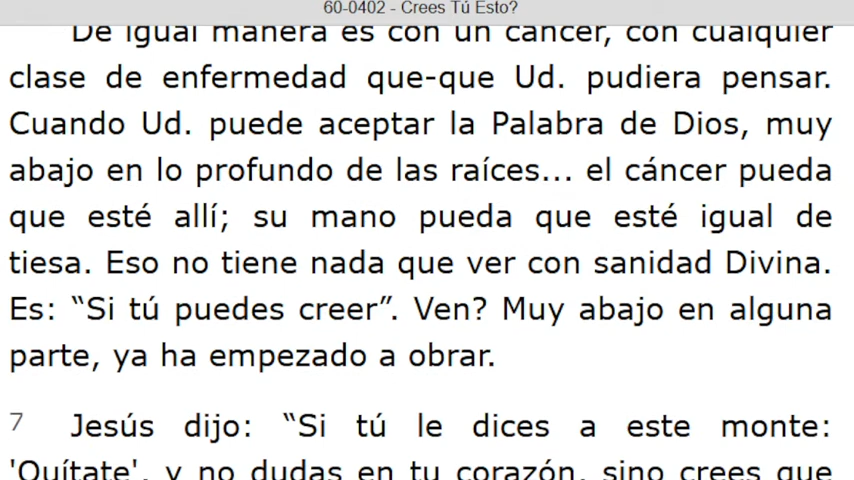 60-0402 - Crees Tú Esto?
De igual manera es con un cáncer, con cualquier
clase de enfermedad que-que Ud. pudiera pensar.
Cuando Ud. puede aceptar la Palabra de Dios, muy
abajo en lo profundo de las raíces... el cáncer pueda
que esté allí; su mano pueda que esté igual de
tiesa. Eso no tiene nada que ver con sanidad Divina.
Es: “Si tú puedes creer”. Ven? Muy abajo en alguna
parte, ya ha empezado a obrar.
7 Jesús dijo: “Si tú le dices a este monte:
'Quítate', y no dudas en tu corazón, sino crees que